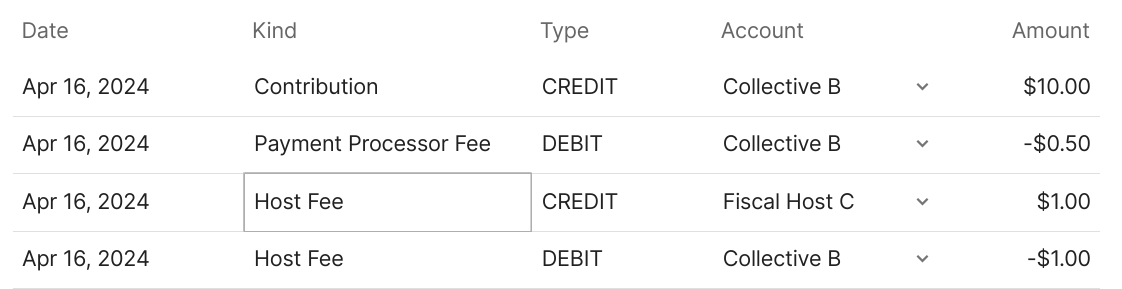 Date Kind Type Account Amount
Apr 16, 2024 Contribution CREDIT Collective B $10.00
Apr 16, 2024 Payment Processor Fee DEBIT Collective B -$0.50
Apr 16, 2024 Host Fee CREDIT Fiscal Host C $1.00
Apr 16, 2024 Host Fee DEBIT Collective B -$1.00